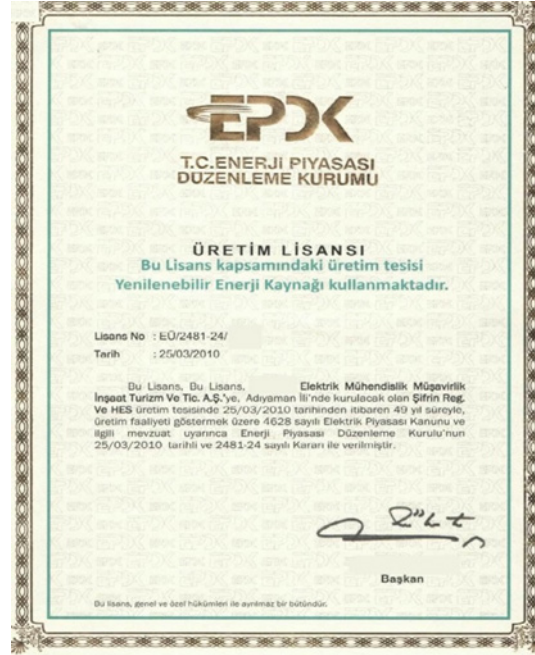 EPDK
T.C.ENERJİ PİYASASI
DÜZENLEME KURUMU
ÜRETİM LİSANSI
Bu Lisans kapsamındaki üretim tesisi
Yenilenebilir Enerji Kaynağı kullanmaktadır.
Lisans No : EÜ/2481-24/
Tarih : 25/03/2010
Bu Lisans, Bu Lisans, Elektrik Mühendislik Müşavirlik
İnşaat Turizm Ve Tic. A.Ş.'ye, Adıyaman İli'nde kurulacak olan Şifrin Reg.
Ve HES üretim tesisinde 25/03/2010 tarihinden itibaren 49 yıl süreyle,
üretim faaliyeti göstermek üzere 4628 sayılı Elektrik Piyasası Kanunu ve
ilgili mevzuat uyarınca Enerji Piyasası Düzenleme Kurulu'nun
25/03/2010 tarihli ve 2481-24 sayılı Kararı ile verilmiştir.
Başkan
Bu lisans, genel ve özel hükümleri ile ayrılmaz bir bütündür.